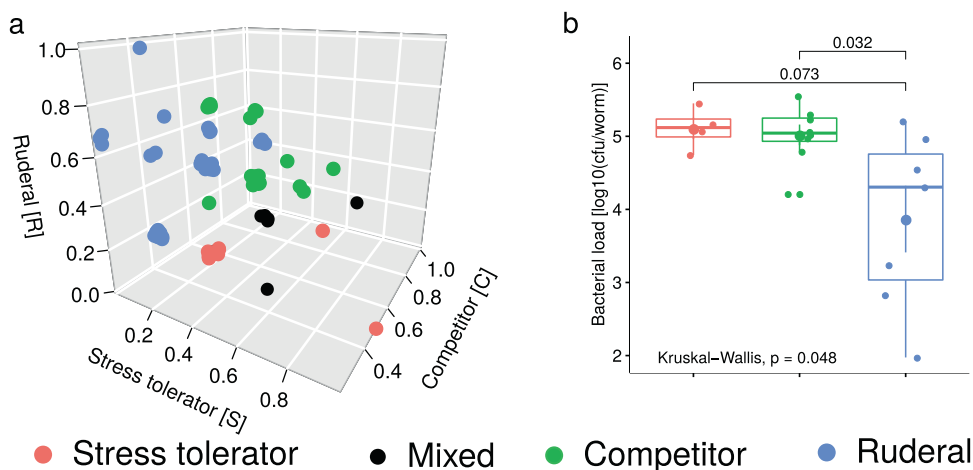 a
1.0
0.8
0.6
0.4
0.2
0.0
Ruderal [R]
0.2
0.4
0.6
0.8
Stress tolerator [S]
0.4
0.6
0.8
1.0
Competitor [C]
b
6
5
4
3
2
Bacterial load [log10(cfu/worm)]
0.032
0.073
Kruskal−Wallis, p = 0.048
Stress tolerator Mixed Competitor Ruderal